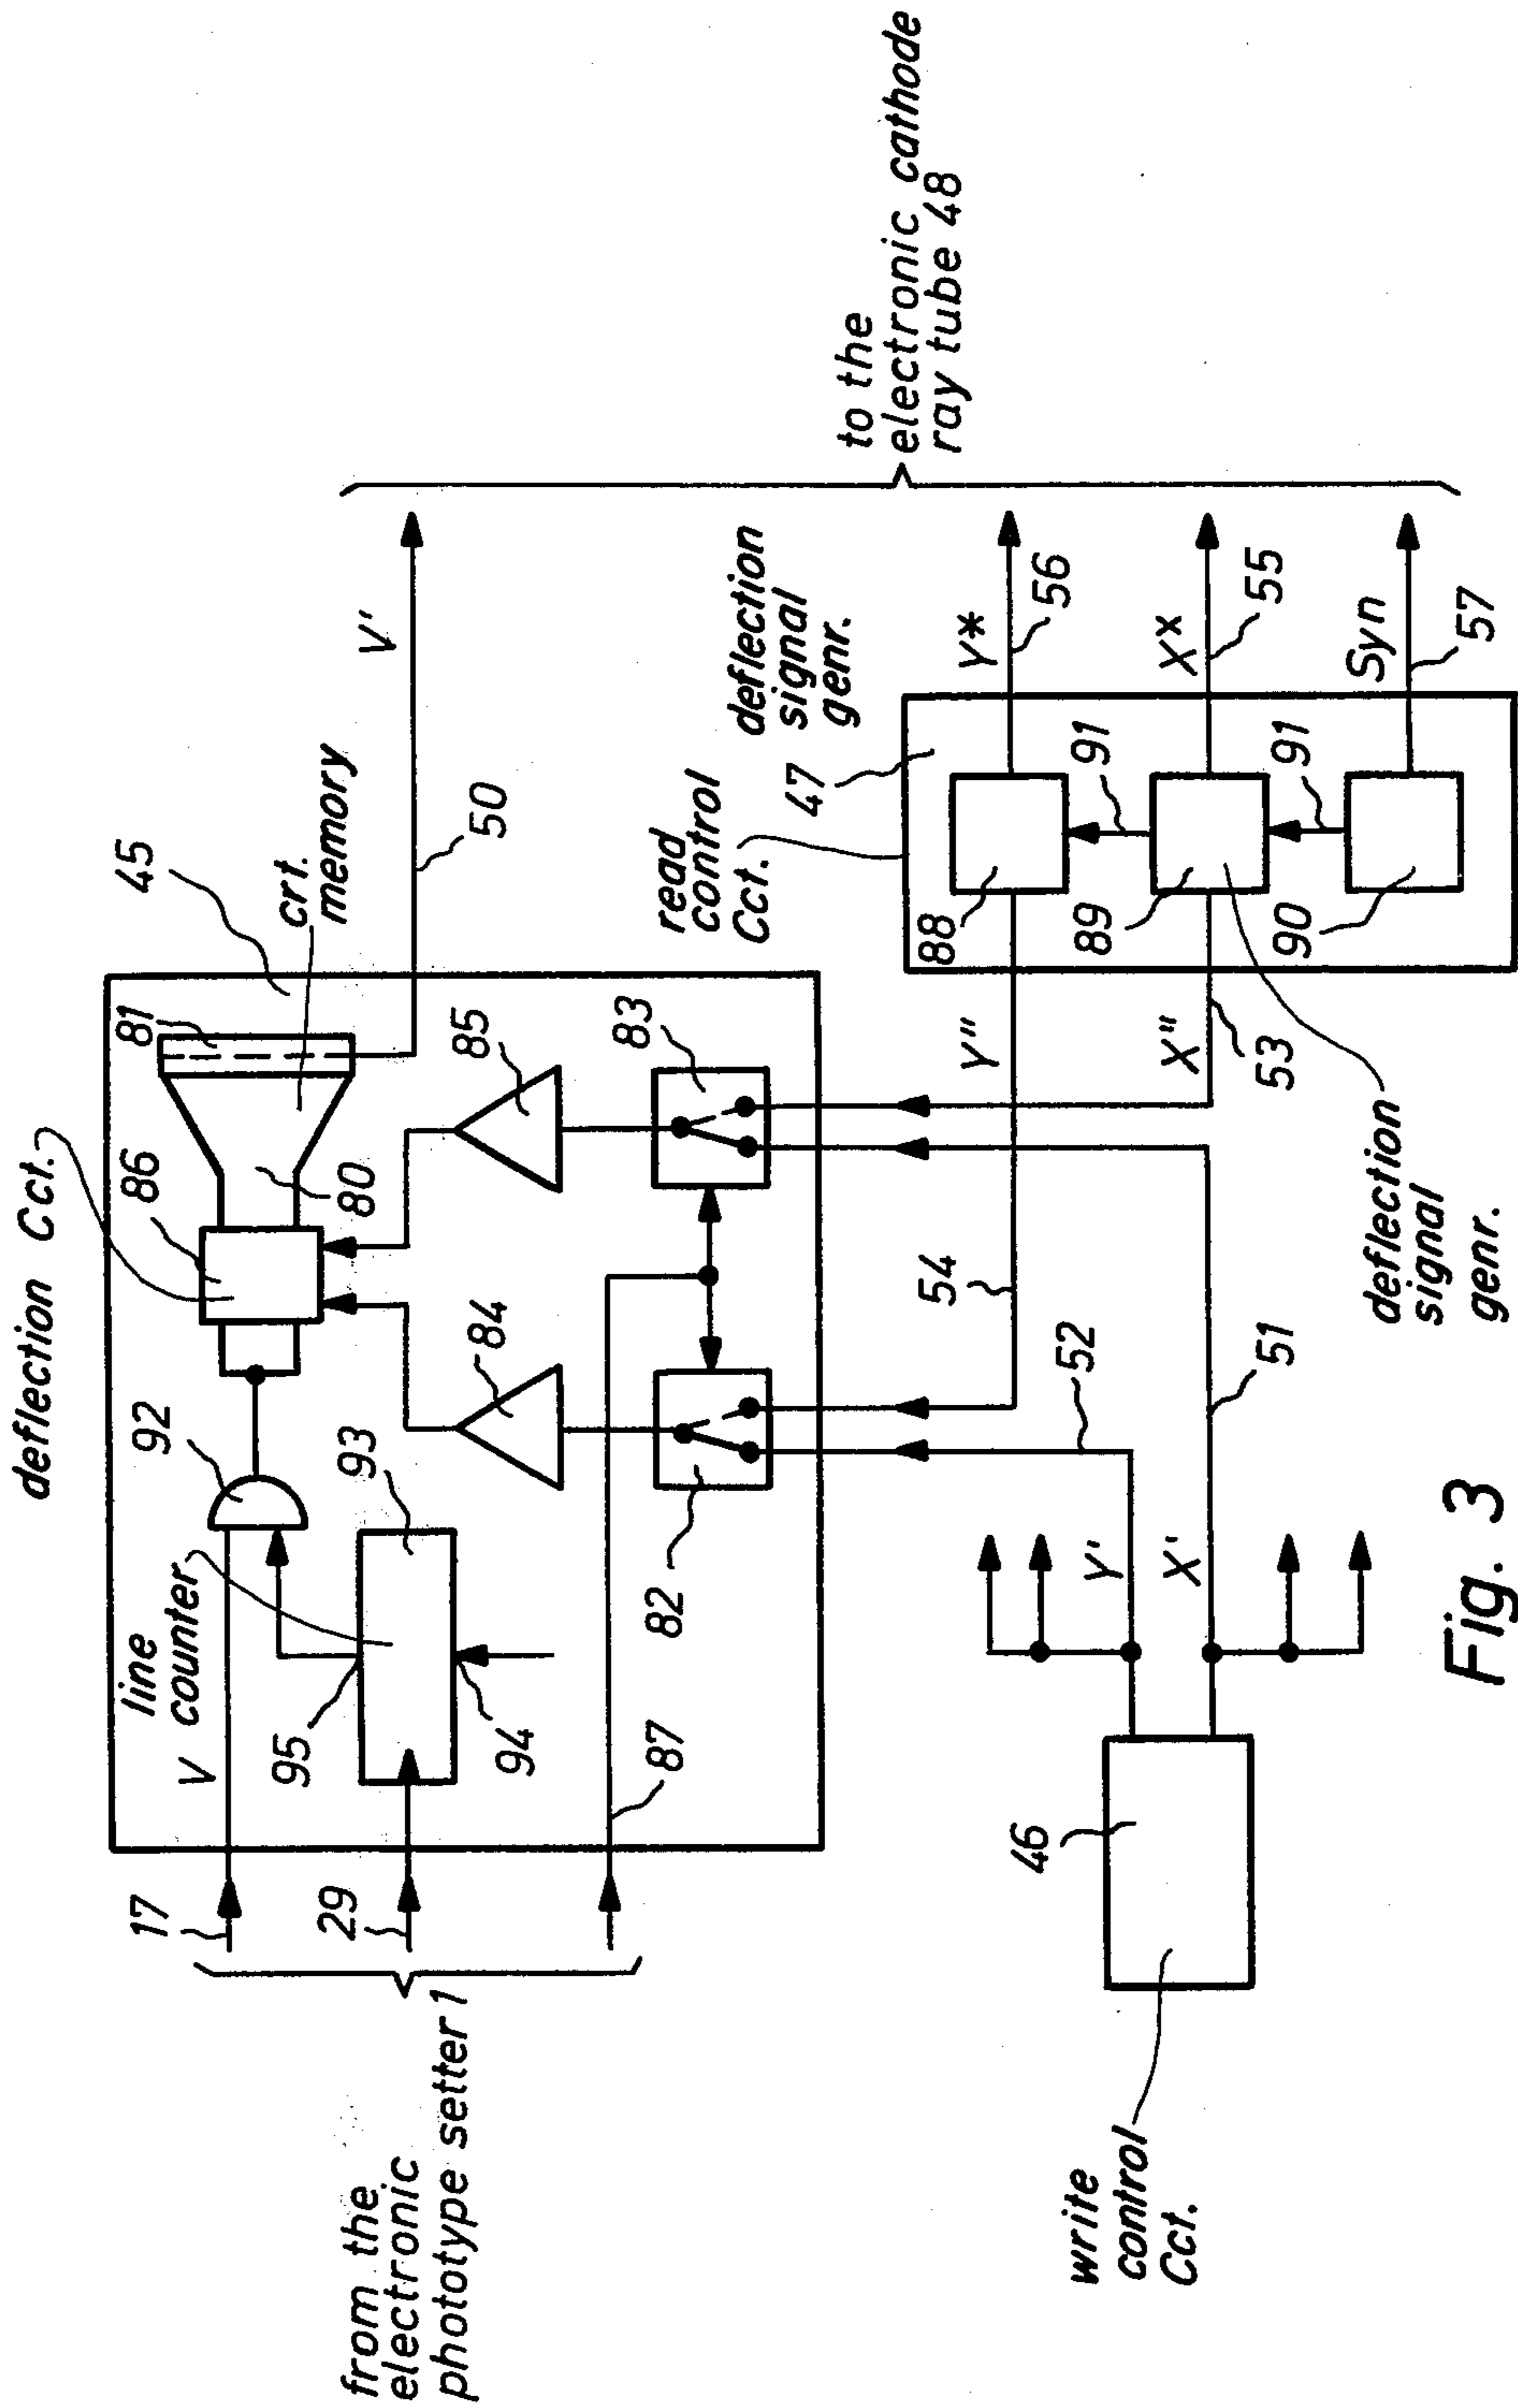 deflection Cct.
45
crt.
memory
81
86
80
92
line
counter
V
95
93
94
84
85
82
83
87
17
29
from the
electronic
phototype setter 1
V'
50
to the
electronic cathode
ray tube 48
read
control
Cct.
47
deflection
signal
genr.
88
89
90
91
91
Y*
56
X*
55
Syn
57
Y"
54
X"
53
52
51
Y'
X'
46
write
control
Cct.
deflection
signal
genr.
Fig. 3